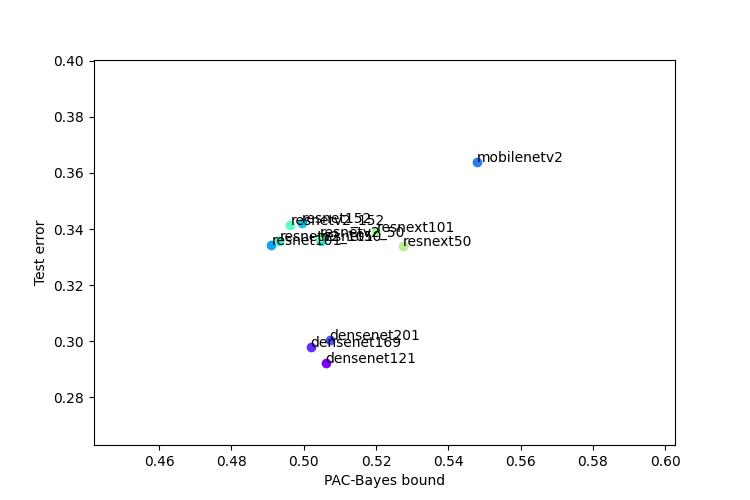 0.40
0.38
0.36
0.34
0.32
0.30
0.28
Test error
mobilenetv2
resnet152
resnetv2_152
resnext101
resnetv2_50
resnext50
densenet201
densenet169
densenet121
0.46 0.48 0.50 0.52 0.54 0.56 0.58 0.60
PAC-Bayes bound